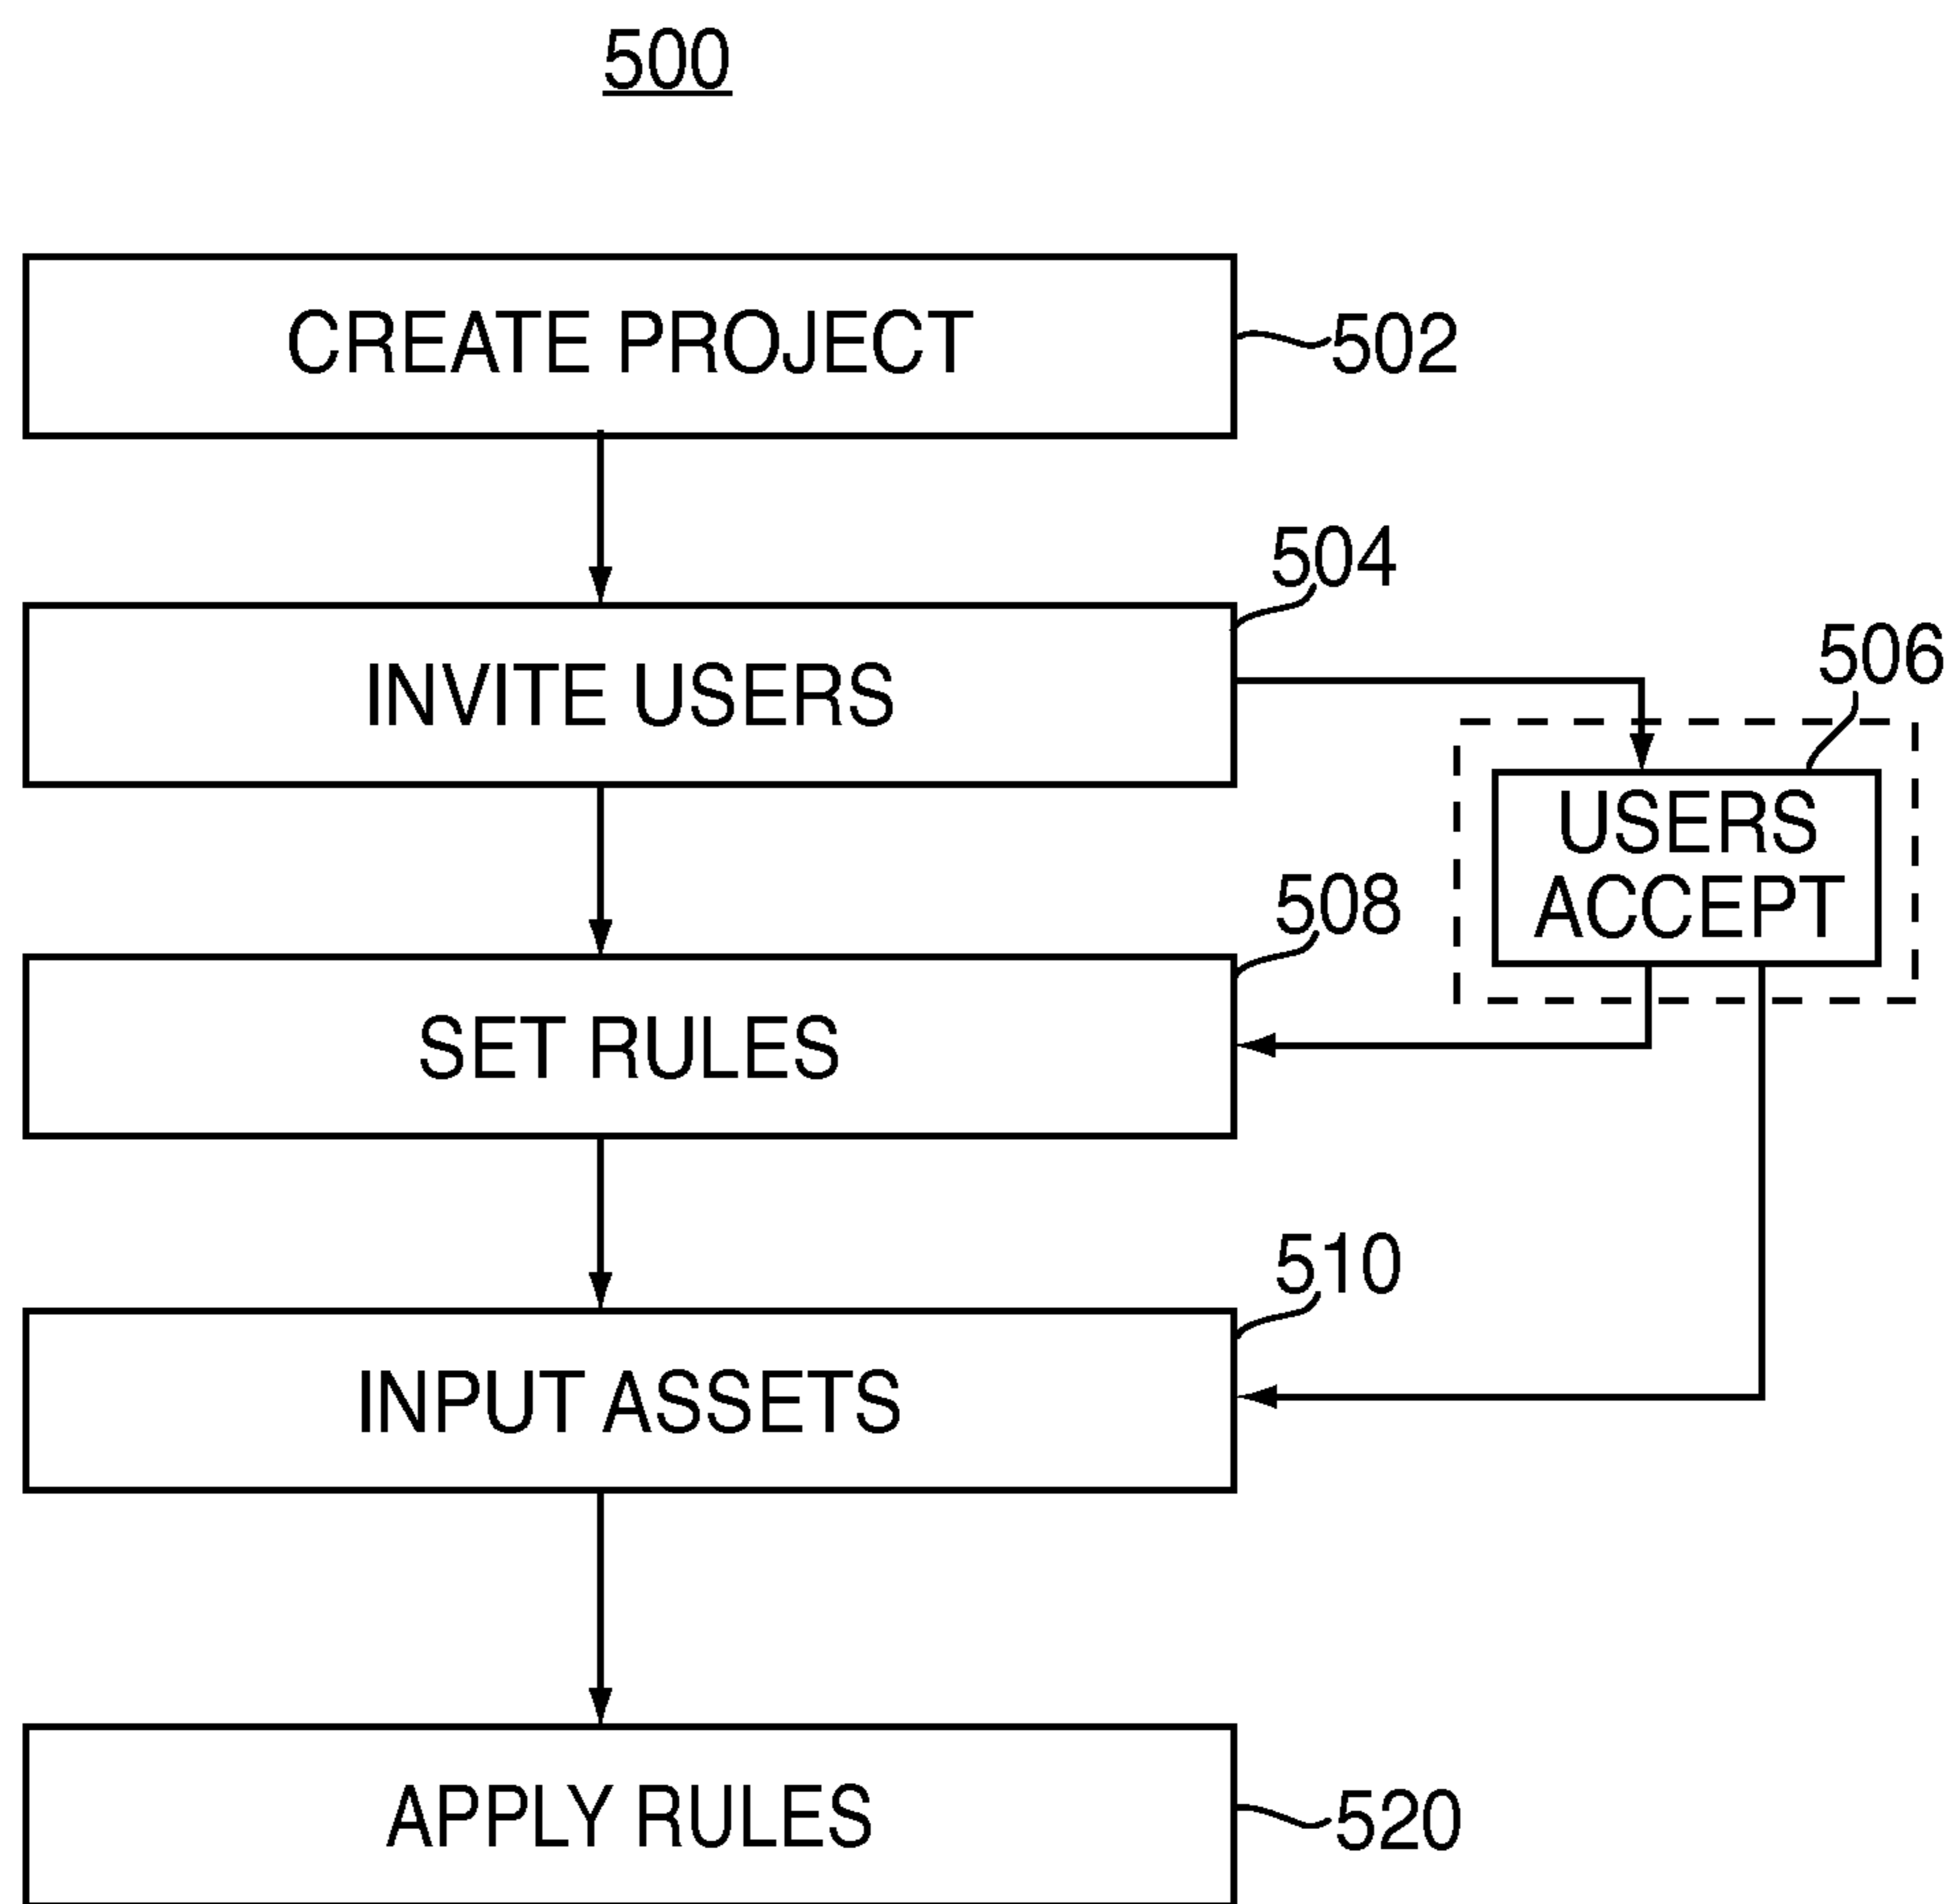 500
CREATE PROJECT
502
504
INVITE USERS
506
USERS
ACCEPT
508
SET RULES
510
INPUT ASSETS
APPLY RULES
520